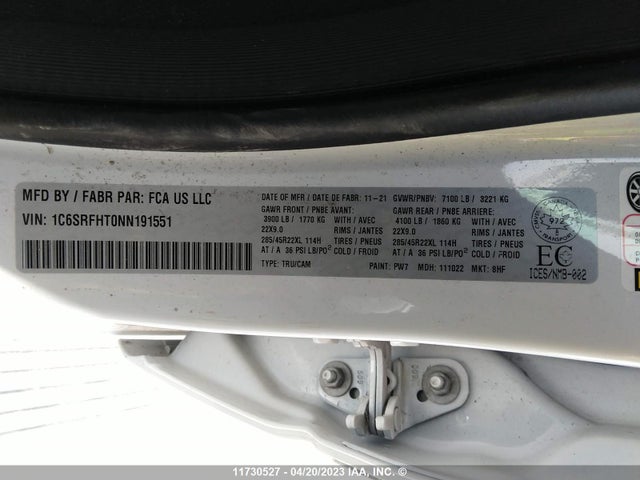 MFD BY / FABR PAR: FCA US LLC
VIN: 1C6SRFHT0NN191551
DATE OF MFR / DATE DE FABR: 11-21 GVWR/PNBV: 7100 LB / 3221 KG
GAWR FRONT / PNBE AVANT: GAWR REAR / PNBE ARRIERE:
3900 LB / 1770 KG WITH / AVEC 4100 LB / 1860 KG WITH / AVEC
22X9.0 RIMS / JANTES 22X9.0 RIMS / JANTES
285/45R22XL 114H TIRES / PNEUS 285/45R22XL 114H TIRES / PNEUS
AT / A 36 PSI LB/PO² COLD / FROID AT / A 36 PSI LB/PO² COLD / FROID
TYPE: TRU/CAM PAINT: PW7 MDH: 111022 MKT: 8HF
CANADA
972
TRANSPORT
EC
ICES/NMB-002
11730527 - 04/20/2023 IAA, INC. ©